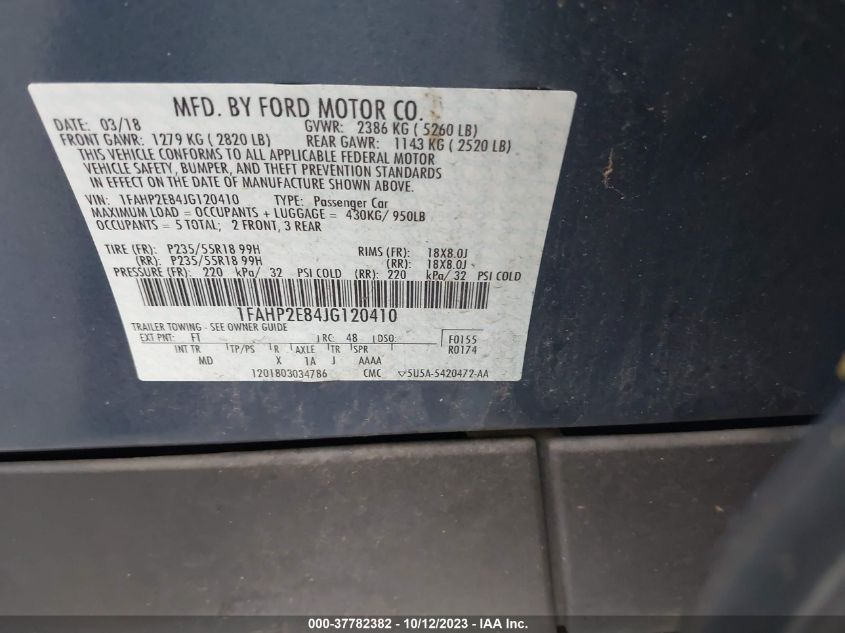 MFD. BY FORD MOTOR CO.
DATE: 03/18 GVWR: 2386 KG ( 5260 LB)
FRONT GAWR: 1279 KG ( 2820 LB) REAR GAWR: 1143 KG ( 2520 LB)
THIS VEHICLE CONFORMS TO ALL APPLICABLE FEDERAL MOTOR
VEHICLE SAFETY, BUMPER, AND THEFT PREVENTION STANDARDS
IN EFFECT ON THE DATE OF MANUFACTURE SHOWN ABOVE.
VIN: 1FAHP2E84JG120410 TYPE: Passenger Car
MAXIMUM LOAD = OCCUPANTS + LUGGAGE = 430KG/ 950LB
OCCUPANTS = 5 TOTAL; 2 FRONT, 3 REAR
TIRE (FR): P235/55R18 99H RIMS (FR): 18X8.0J
(RR): P235/55R18 99H (RR): 18X8.0J
PRESSURE (FR): 220 kPa/ 32 PSI COLD (RR): 220 kPa/ 32 PSI COLD
1FAHP2E84JG120410
TRAILER TOWING - SEE OWNER GUIDE
EXT PNT: FT RC: 48 DSO: F0155
INT TR TP/PS R AXLE TR SPR R0174
MD X 1A J AAAA
1201803034786 CMC 5U5A-5420472-AA
000-37782382 - 10/12/2023 - IAA Inc.